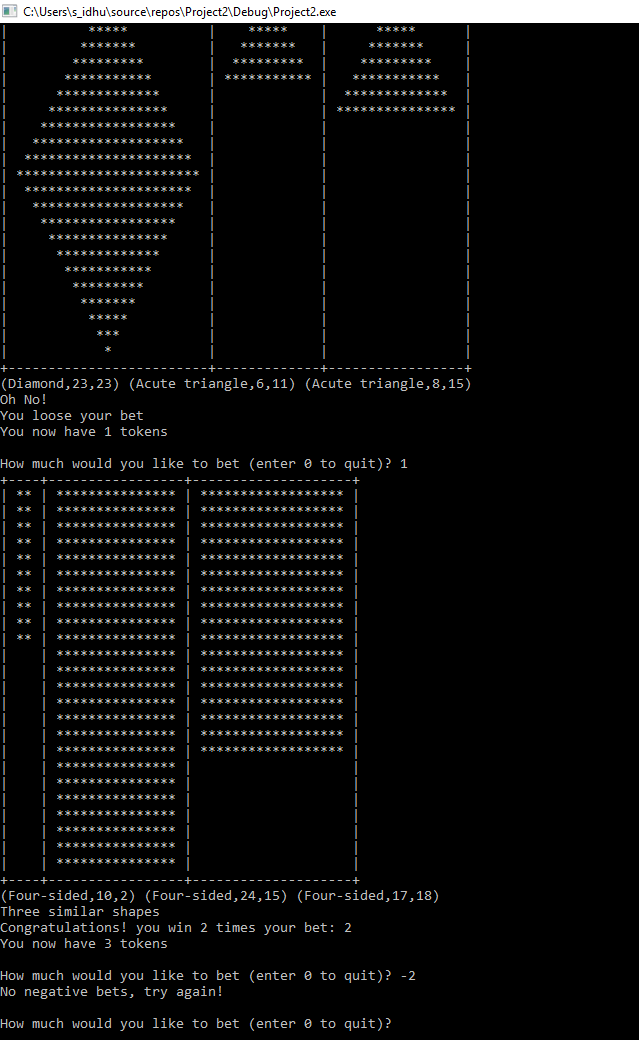 C:\Users\s_idhu\source\repos\Project2\Debug\Project2.exe
(Diamond,23,23) (Acute triangle,6,11) (Acute triangle,8,15)
Oh No!
You loose your bet
You now have 1 tokens
How much would you like to bet (enter 0 to quit)? 1
(Four-sided,10,2) (Four-sided,24,15) (Four-sided,17,18)
Three similar shapes
Congratulations! you win 2 times your bet: 2
You now have 3 tokens
How much would you like to bet (enter 0 to quit)? -2
No negative bets, try again!
How much would you like to bet (enter 0 to quit)?